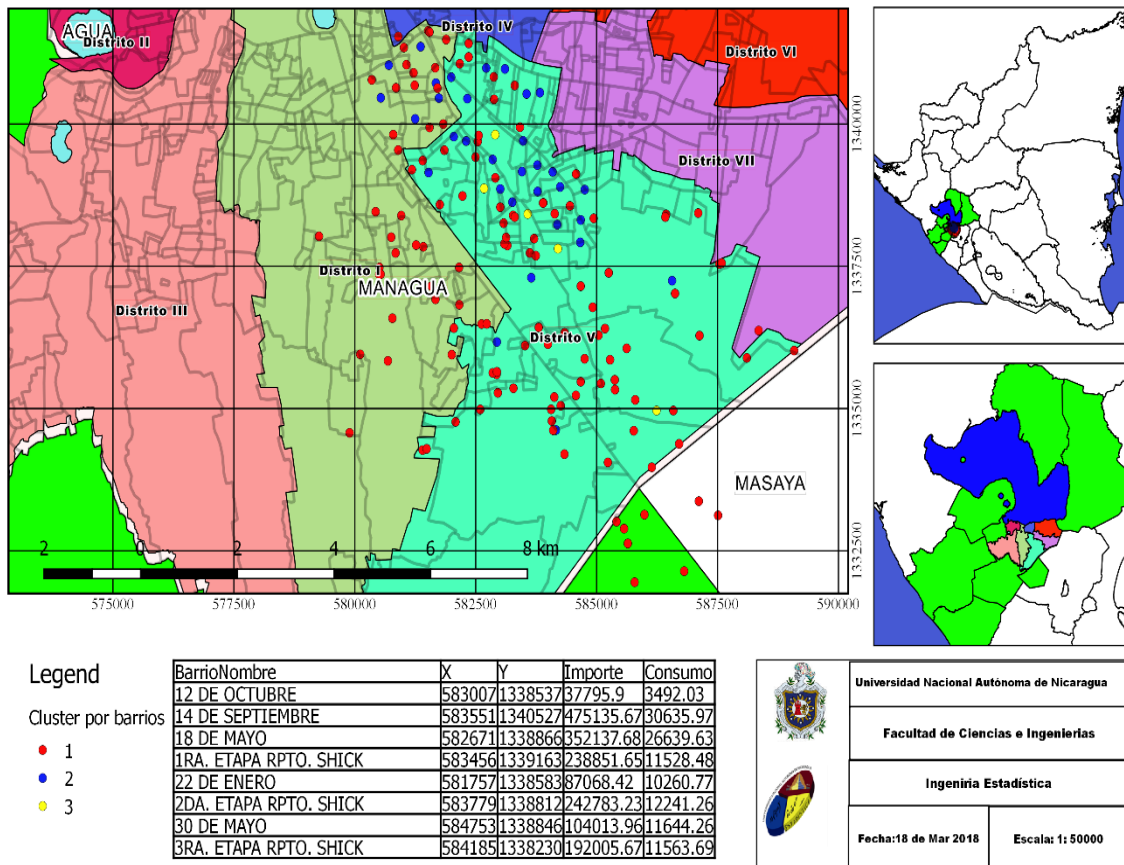 AGUA
Distrito II
Distrito IV
Distrito VI
Distrito VII
Distrito I
MANAGUA
Distrito III
Distrito V
MASAYA
1340000
1337500
1335000
1332500
2 0 2 4 6 8 km
575000 577500 580000 582500 585000 587500 590000
Legend
Cluster por barrios
1
2
3
BarrioNombre X Y Importe Consumo
12 DE OCTUBRE 583007 1338537 37795.9 3492.03
14 DE SEPTIEMBRE 583551 1340527 475135.67 30635.97
18 DE MAYO 582671 1338866 352137.68 26639.63
1RA. ETAPA RPTO. SHICK 583456 1339163 238851.65 11528.48
22 DE ENERO 581757 1338583 87068.42 10260.77
2DA. ETAPA RPTO. SHICK 583779 1338812 242783.23 12241.26
30 DE MAYO 584753 1338846 104013.96 11644.26
3RA. ETAPA RPTO. SHICK 584185 1338230 192005.67 11563.69
Universidad Nacional Autónoma de Nicaragua
Facultad de Ciencias e Ingenierias
Ingeniria Estadística
Fecha:18 de Mar 2018
Escala: 1: 50000